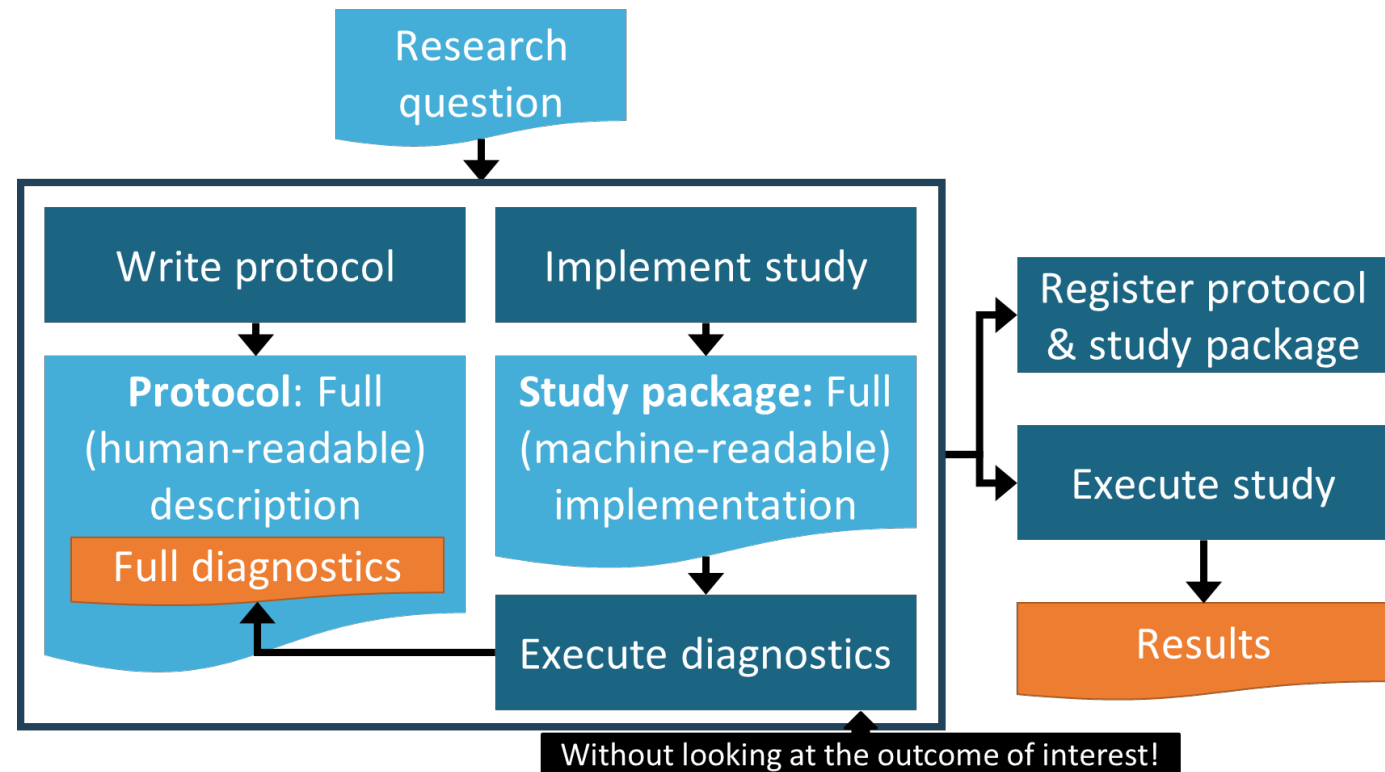 Research
question
Write protocol
Implement study
Protocol: Full
(human-readable)
description
Full diagnostics
Study package: Full
(machine-readable)
implementation
Execute diagnostics
Without looking at the outcome of interest!
Register protocol
& study package
Execute study
Results